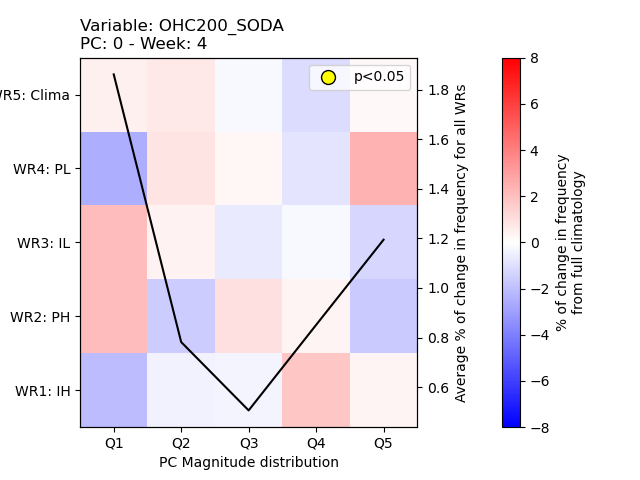 Variable: OHC200_SODA
PC: 0 - Week: 4
p<0.05
WR5: Clima
WR4: PL
WR3: IL
WR2: PH
WR1: IH
Q1 Q2 Q3 Q4 Q5
PC Magnitude distribution
1.8
1.6
1.4
1.2
1.0
0.8
0.6
Average % of change in frequency for all WRs
8
6
4
2
0
−2
−4
−6
−8
% of change in frequency
from full climatology